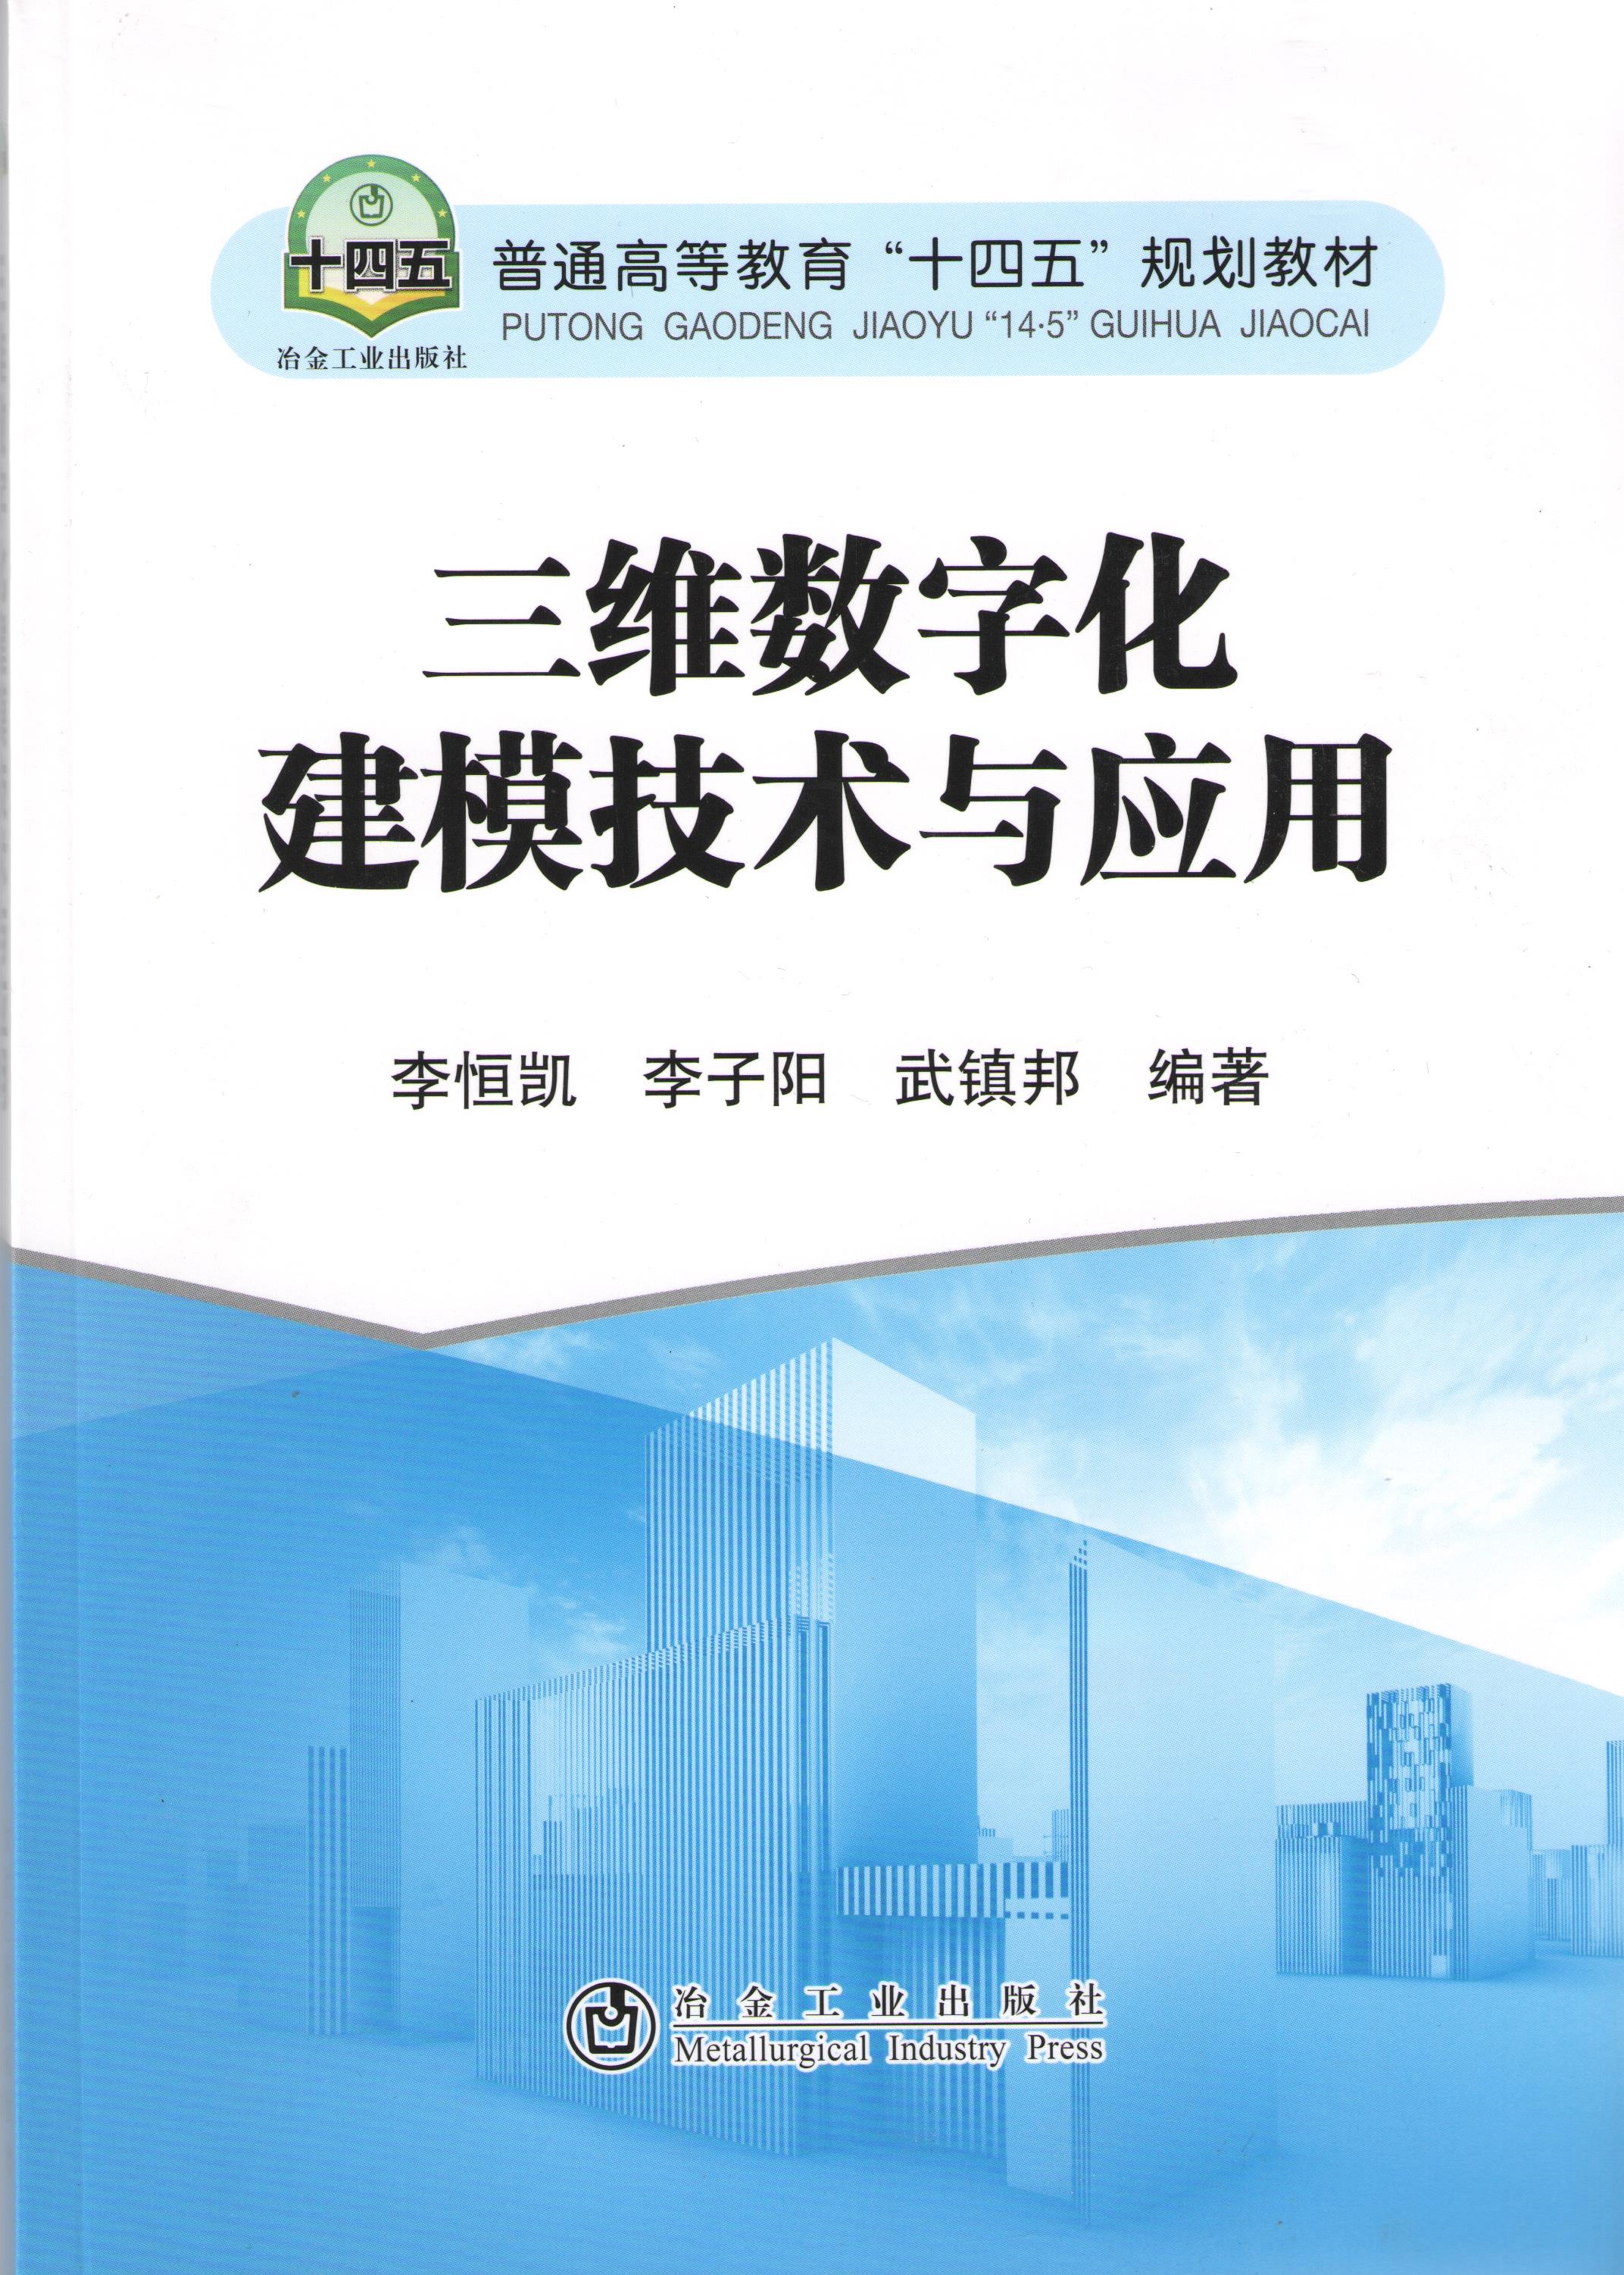 十四五
冶金工业出版社
普通高等教育“十四五”规划教材
PUTONG GAODENG JIAOYU “14·5” GUIHUA JIAOCAI
三维数字化
建模技术与应用
李恒凯 李子阳 武镇邦 编著
冶金工业出版社
Metallurgical Industry Press